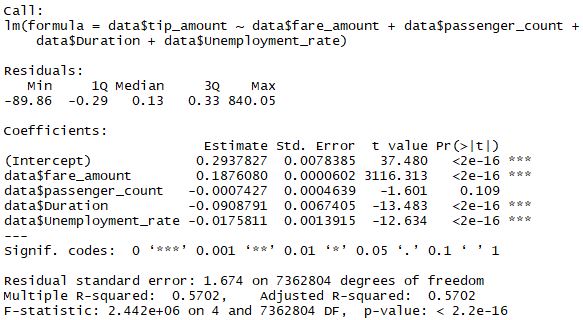 Call:
lm(formula = data$tip_amount ~ data$fare_amount + data$passenger_count +
    data$Duration + data$Unemployment_rate)
Residuals:
   Min     1Q Median     3Q    Max
-89.86  -0.29   0.13   0.33 840.05
Coefficients:
                         Estimate Std. Error  t value Pr(>|t|)
(Intercept)             0.2937827  0.0078385   37.480   <2e-16 ***
data$fare_amount        0.1876080  0.0000602 3116.313   <2e-16 ***
data$passenger_count   -0.0007427  0.0004639   -1.601    0.109
data$Duration          -0.0908791  0.0067405  -13.483   <2e-16 ***
data$Unemployment_rate -0.0175811  0.0013915  -12.634   <2e-16 ***
---
Signif. codes:  0 ‘***’ 0.001 ‘**’ 0.01 ‘*’ 0.05 ‘.’ 0.1 ‘ ’ 1
Residual standard error: 1.674 on 7362804 degrees of freedom
Multiple R-squared:  0.5702,    Adjusted R-squared:  0.5702
F-statistic: 2.442e+06 on 4 and 7362804 DF,  p-value: < 2.2e-16